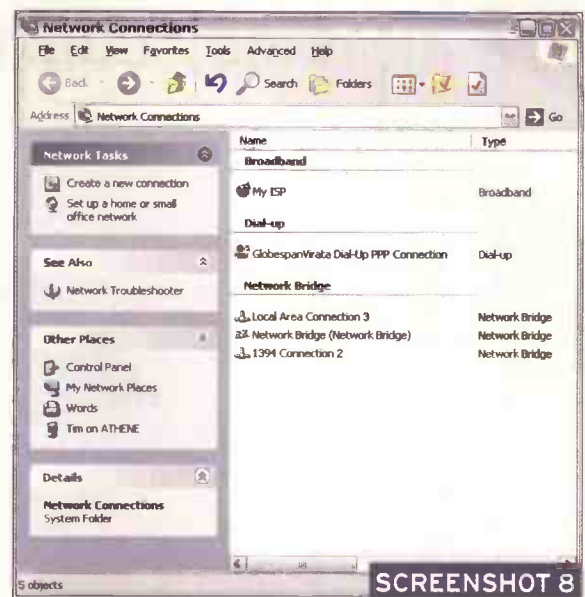 Network Connections
File Edit View Favorites Tools Advanced Help
Back Search Folders
Address Network Connections Go
Network Tasks
Create a new connection
Set up a home or small
office network
See Also
Network Troubleshooter
Other Places
Control Panel
My Network Places
Words
Tim on ATHENE
Details
Network Connections
System Folder
Name Type
Broadband
My ISP Broadband
Dial-up
GlobespanVirata Dial-Up PPP Connection Dial-up
Network Bridge
Local Area Connection 3 Network Bridge
Network Bridge (Network Bridge) Network Bridge
1394 Connection 2 Network Bridge
5 objects
SCREENSHOT 8